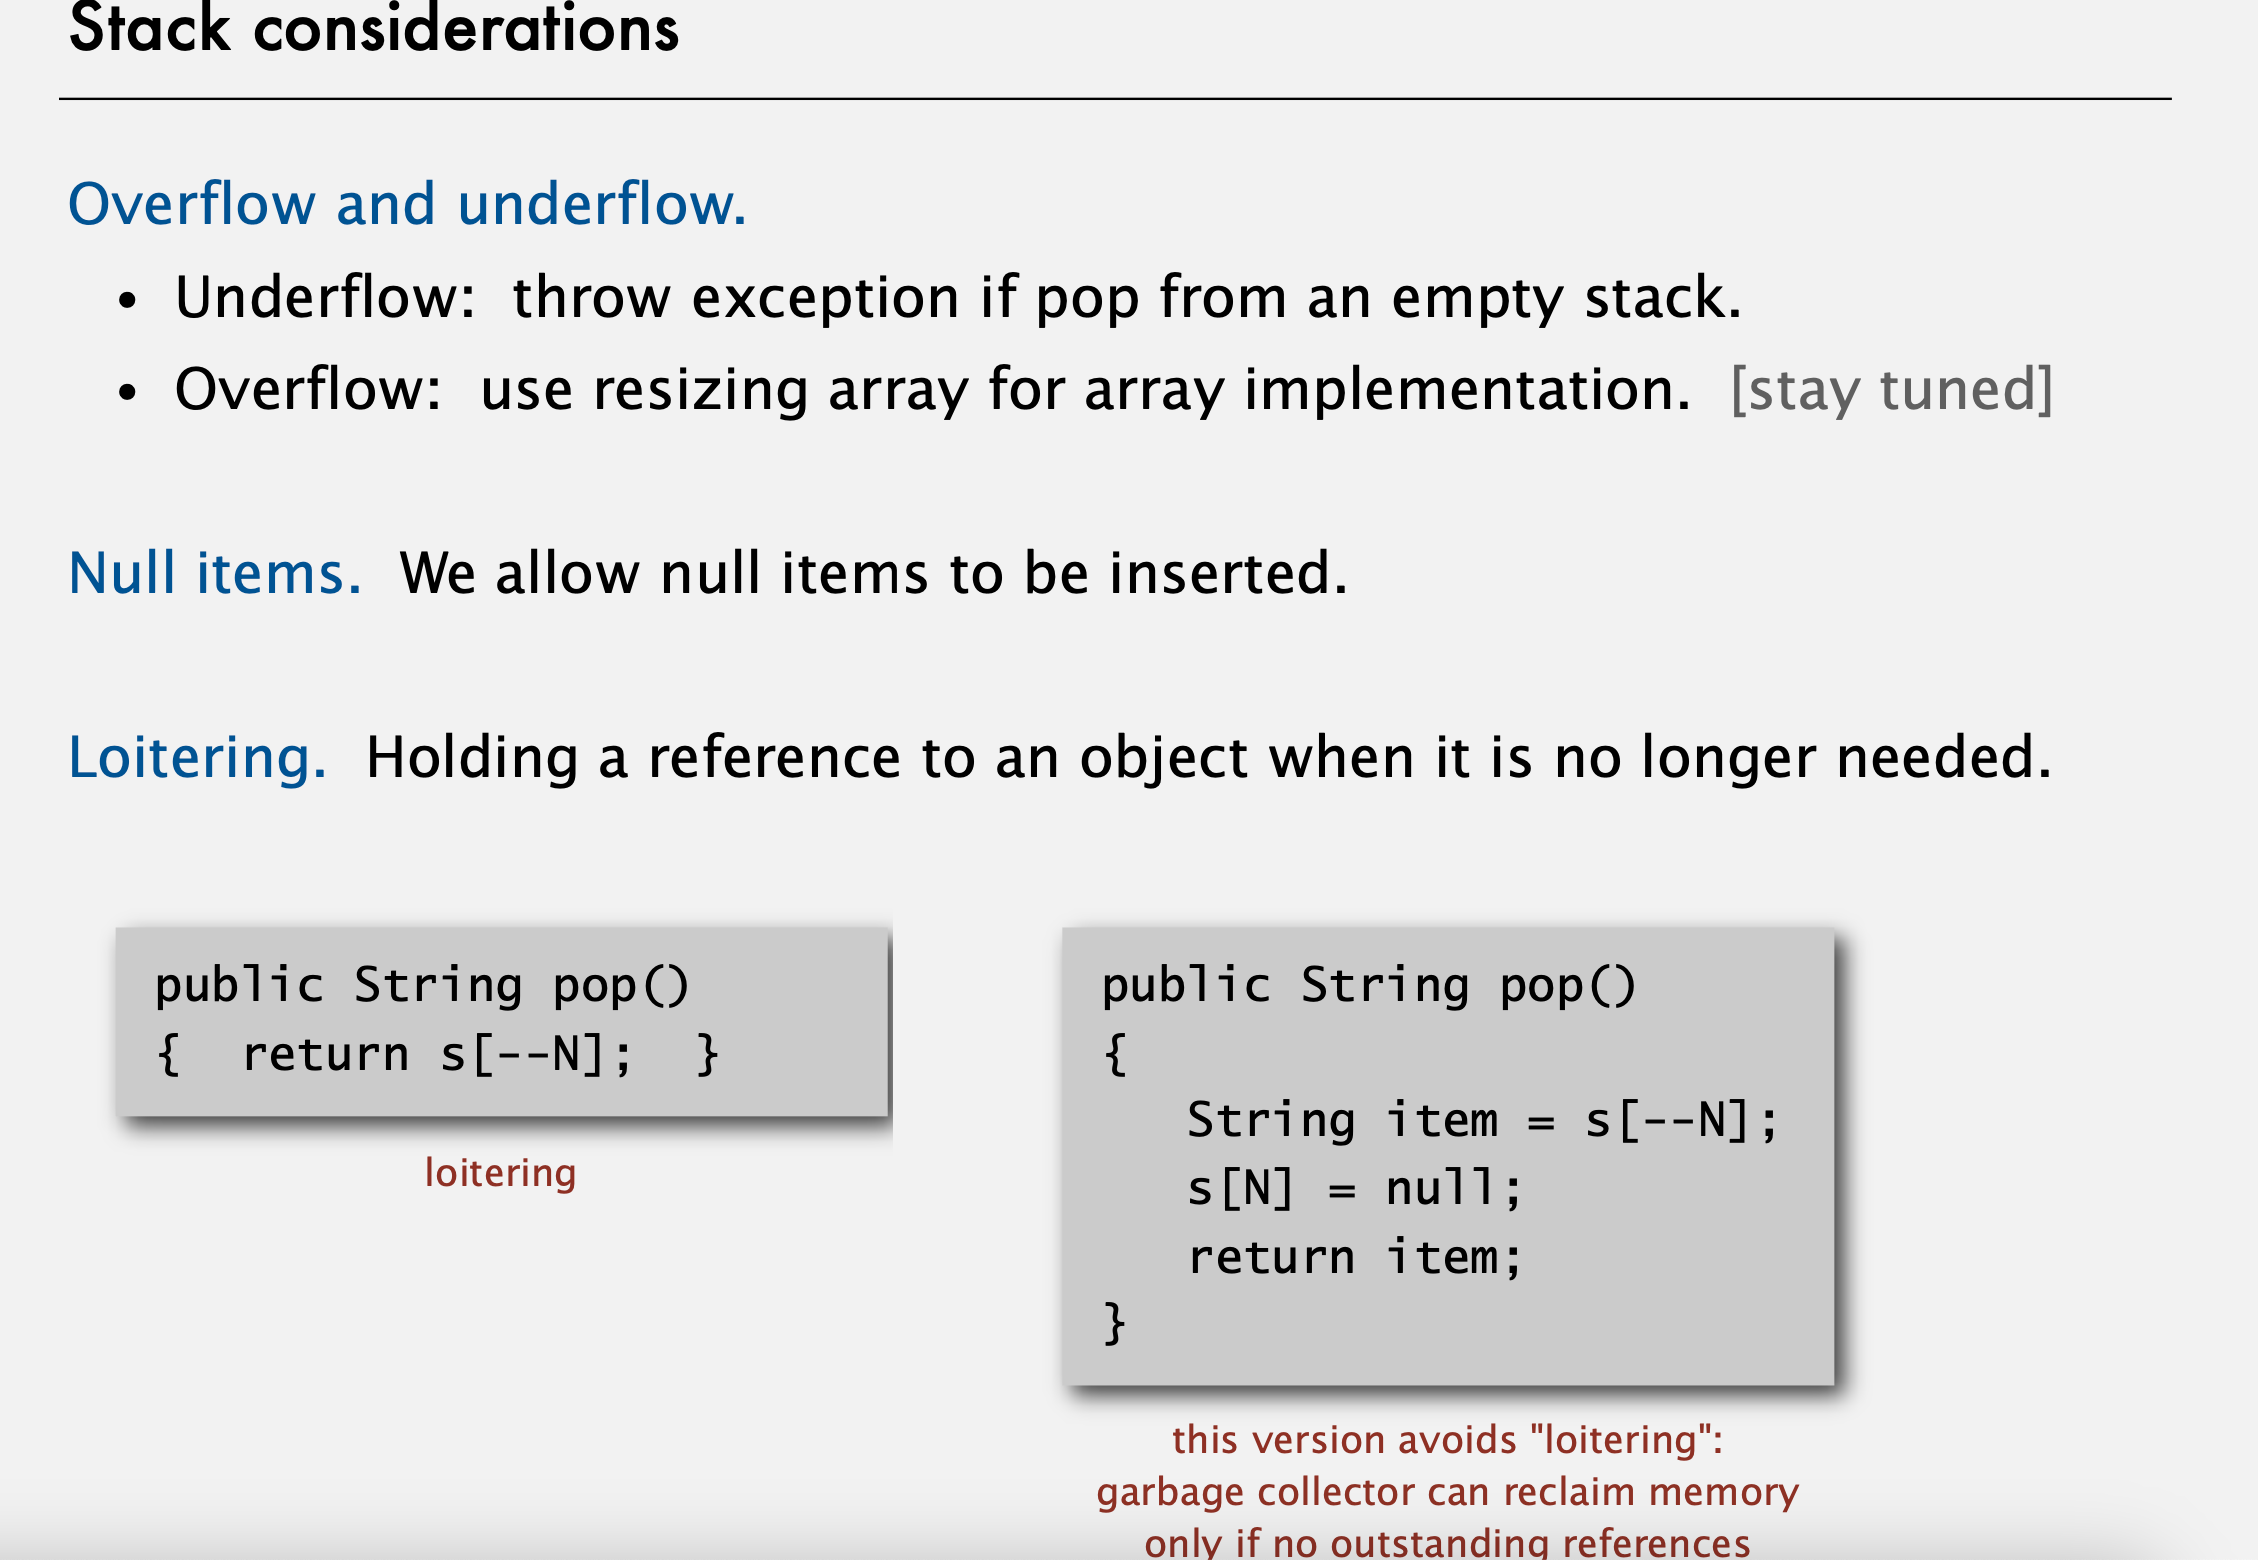 Stack considerations
Overflow and underflow.
• Underflow: throw exception if pop from an empty stack.
• Overflow: use resizing array for array implementation. [stay tuned]
Null items. We allow null items to be inserted.
Loitering. Holding a reference to an object when it is no longer needed.
public String pop()
{ return s[--N]; }
loitering
public String pop()
{
String item = s[--N];
s[N] = null;
return item;
}
this version avoids "loitering":
garbage collector can reclaim memory
only if no outstanding references